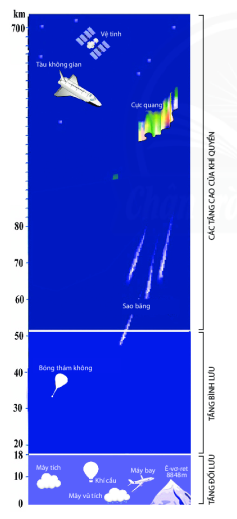 km
700
Vệ tinh
Tàu không gian
Cực quang
CÁC TẦNG CAO CỦA KHÍ QUYỂN
80
70
60
Sao băng
50
40
30
20
Bóng thám không
TẦNG BÌNH LƯU
18
10
0
Mây tích
Khí cầu
Mây vũ tích
Máy bay
Ê-vơ-ret
8848m
TẦNG ĐỐI LƯU